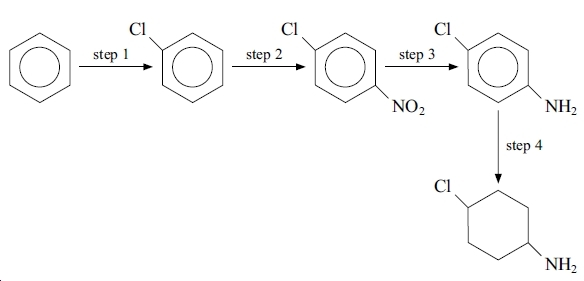 Cl Cl Cl
step 1 step 2 step 3
NO₂ NH₂
step 4
Cl
NH₂